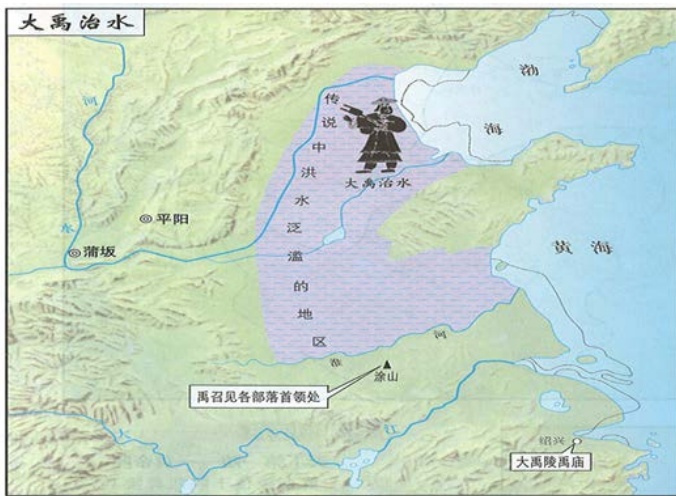 大禹治水
渤
海
河
水
传说中洪水泛滥的地区
大禹治水
平阳
蒲坂
黄海
淮
河
涂山
禹召见各部落首领处
江
绍兴
大禹陵禹庙